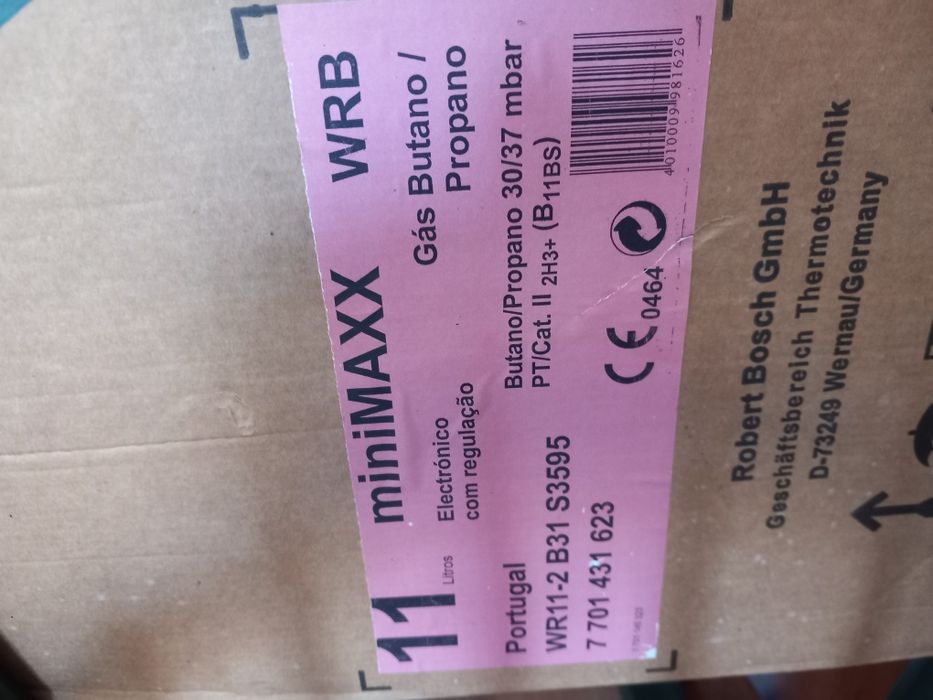 11 miniMAXX WRB
Litros
Electrónico
com regulação
Gás Butano /
Propano
Portugal
WR11-2 B31 S3595
7 701 431 623
Butano/Propano 30/37 mbar
PT/Cat. II 2H3+ (B11BS)
CE 0464
4010009981626
Robert Bosch GmbH
Geschäftsbereich Thermotechnik
D-73249 Wernau/Germany